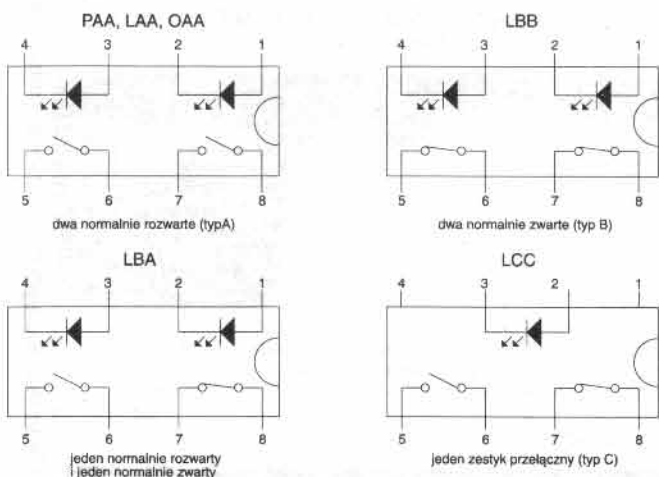 PAA, LAA, OAA
4 3 2 1
5 6 7 8
dwa normalnie rozwarte (typA)
LBB
4 3 2 1
5 6 7 8
dwa normalnie zwarte (typ B)
LBA
4 3 2 1
5 6 7 8
jeden normalnie rozwarty
i jeden normalnie zwarty
LCC
4 3 2 1
5 6 7 8
jeden zestyk przełączny (typ C)